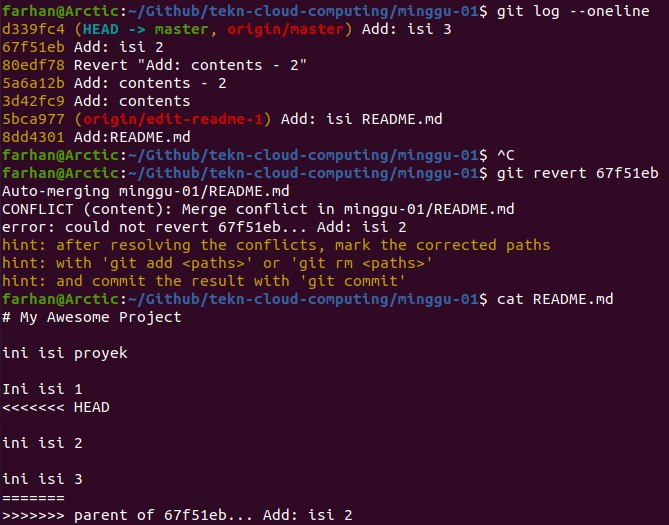 farhan@Arctic:~/Github/tekn-cloud-computing/minggu-01$ git log --oneline
d339fc4 (HEAD -> master, origin/master) Add: isi 3
67f51eb Add: isi 2
80edf78 Revert "Add: contents - 2"
5a6a12b Add: contents - 2
3d42fc9 Add: contents
5bca977 (origin/edit-readme-1) Add: isi README.md
8dd4301 Add:README.md
farhan@Arctic:~/Github/tekn-cloud-computing/minggu-01$ ^C
farhan@Arctic:~/Github/tekn-cloud-computing/minggu-01$ git revert 67f51eb
Auto-merging minggu-01/README.md
CONFLICT (content): Merge conflict in minggu-01/README.md
error: could not revert 67f51eb... Add: isi 2
hint: after resolving the conflicts, mark the corrected paths
hint: with 'git add <paths>' or 'git rm <paths>'
hint: and commit the result with 'git commit'
farhan@Arctic:~/Github/tekn-cloud-computing/minggu-01$ cat README.md
# My Awesome Project
ini isi proyek
Ini isi 1
<<<<<<< HEAD
ini isi 2
ini isi 3
=======
>>>>>>> parent of 67f51eb... Add: isi 2